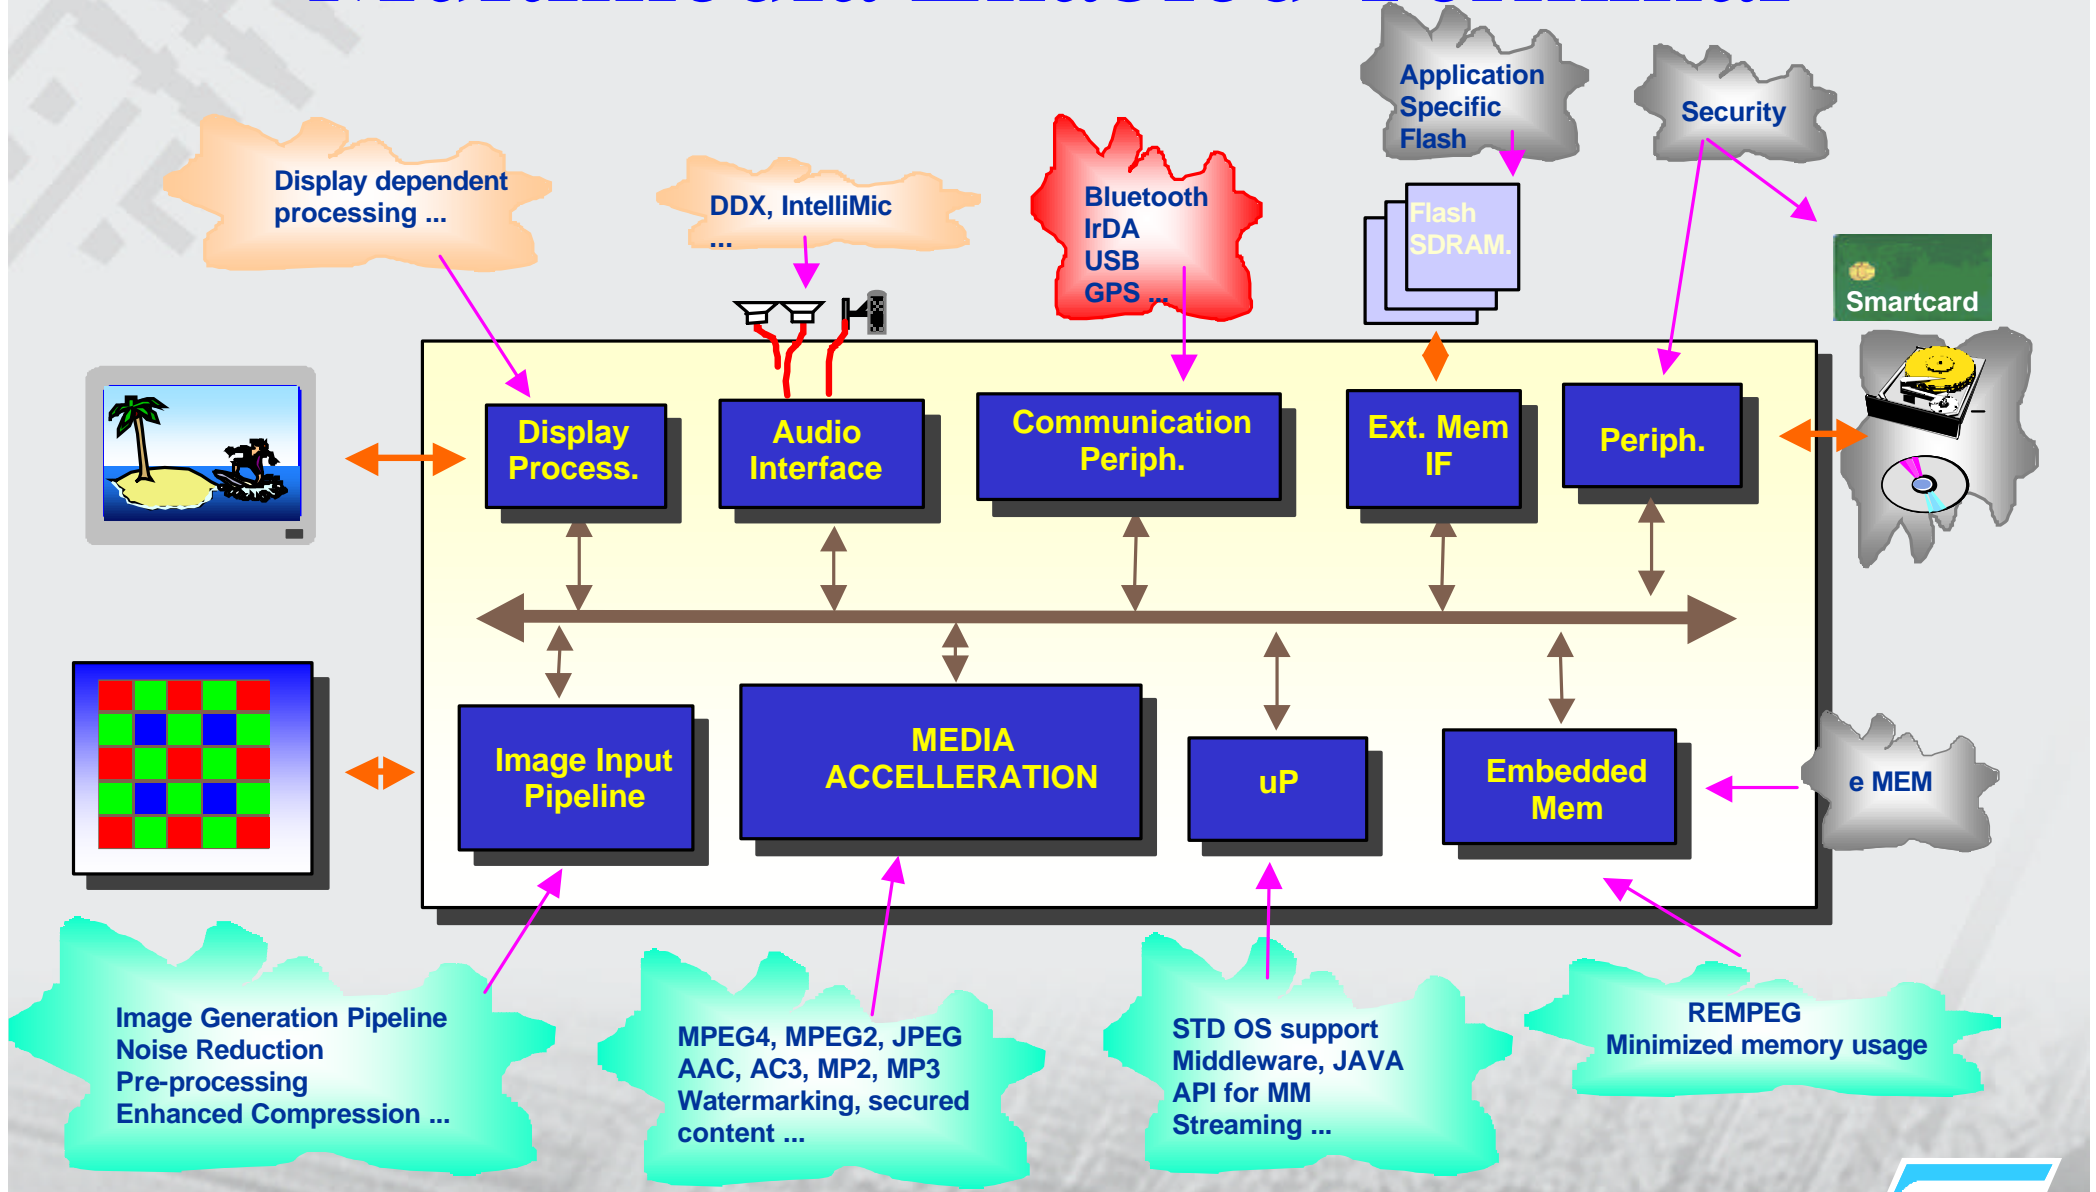 Multimedia Enabled Terminal
Application
Specific
Flash
Security
Display dependent
processing ...
DDX, IntelliMic
...
Bluetooth
IrDA
USB
GPS ...
Flash
SDRAM.
Smartcard
Display
Process.
Audio
Interface
Communication
Periph.
Ext. Mem
IF
Periph.
Image Input
Pipeline
MEDIA
ACCELLERATION
uP
Embedded
Mem
e MEM
Image Generation Pipeline
Noise Reduction
Pre-processing
Enhanced Compression ...
MPEG4, MPEG2, JPEG
AAC, AC3, MP2, MP3
Watermarking, secured
content ...
STD OS support
Middleware, JAVA
API for MM
Streaming ...
REMPEG
Minimized memory usage